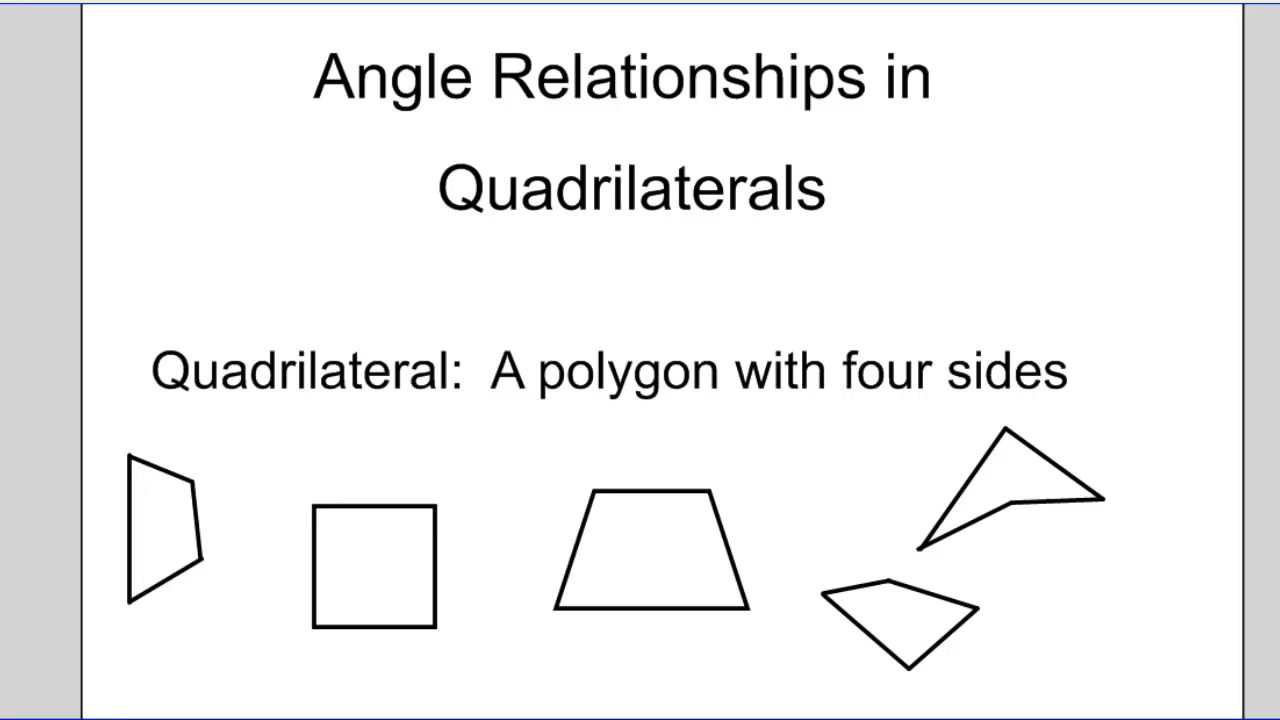 Angle Relationships in
Quadrilaterals
Quadrilateral: A polygon with four sides